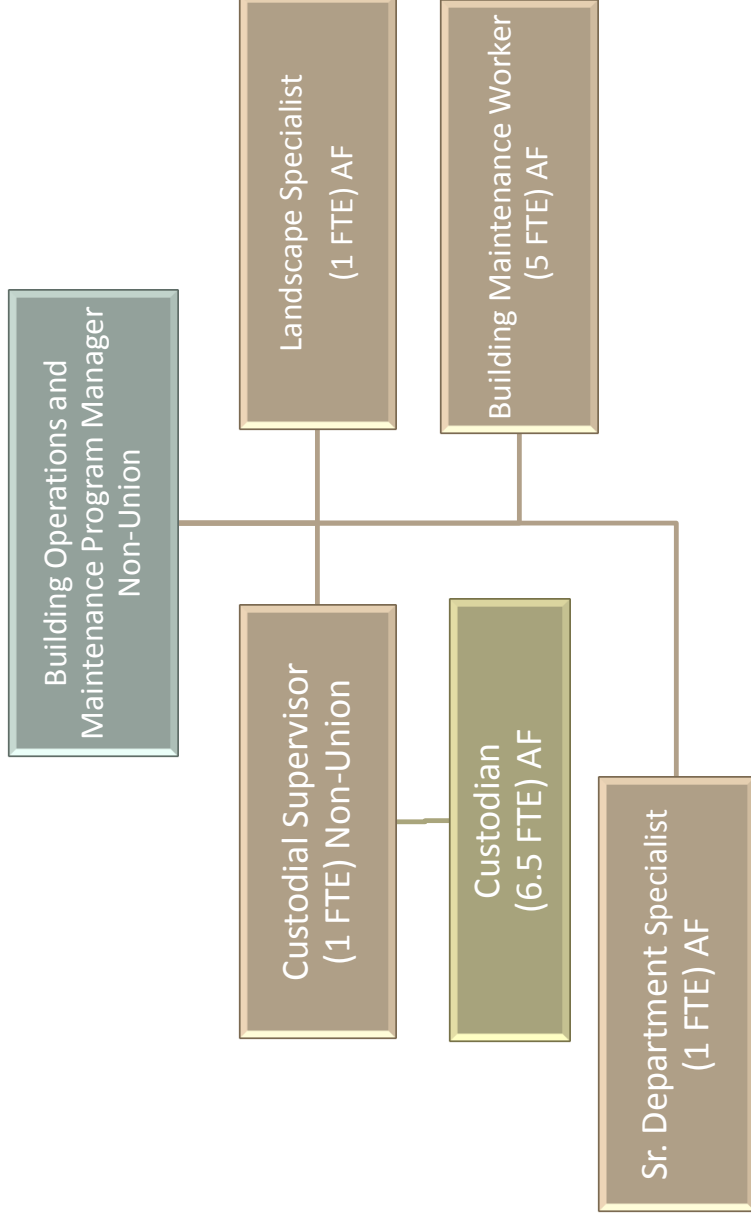 Building Operations and
Maintenance Program Manager
Non-Union
Custodial Supervisor
(1 FTE) Non-Union
Landscape Specialist
(1 FTE) AF
Custodian
(6.5 FTE) AF
Building Maintenance Worker
(5 FTE) AF
Sr. Department Specialist
(1 FTE) AF